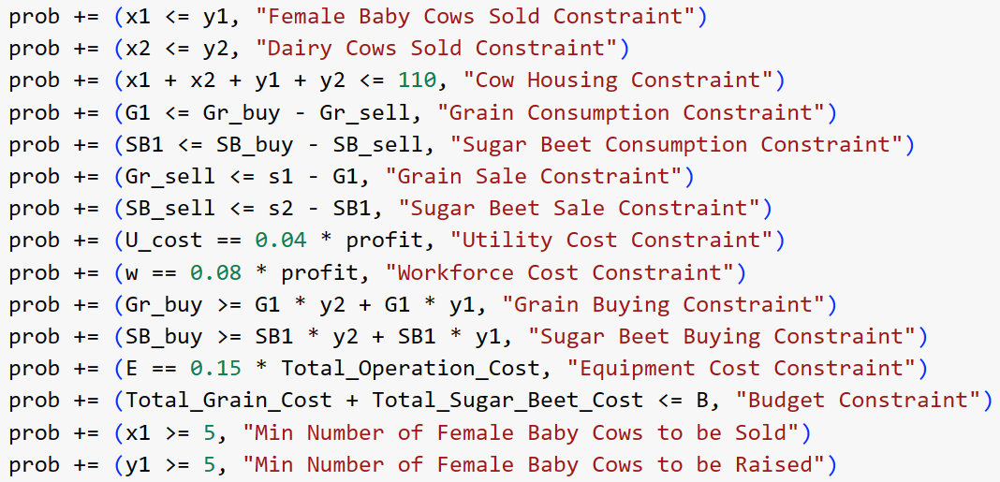 prob += (x1 <= y1, "Female Baby Cows Sold Constraint")
prob += (x2 <= y2, "Dairy Cows Sold Constraint")
prob += (x1 + x2 + y1 + y2 <= 110, "Cow Housing Constraint")
prob += (G1 <= Gr_buy - Gr_sell, "Grain Consumption Constraint")
prob += (SB1 <= SB_buy - SB_sell, "Sugar Beet Consumption Constraint")
prob += (Gr_sell <= s1 - G1, "Grain Sale Constraint")
prob += (SB_sell <= s2 - SB1, "Sugar Beet Sale Constraint")
prob += (U_cost == 0.04 * profit, "Utility Cost Constraint")
prob += (w == 0.08 * profit, "Workforce Cost Constraint")
prob += (Gr_buy >= G1 * y2 + G1 * y1, "Grain Buying Constraint")
prob += (SB_buy >= SB1 * y2 + SB1 * y1, "Sugar Beet Buying Constraint")
prob += (E == 0.15 * Total_Operation_Cost, "Equipment Cost Constraint")
prob += (Total_Grain_Cost + Total_Sugar_Beet_Cost <= B, "Budget Constraint")
prob += (x1 >= 5, "Min Number of Female Baby Cows to be Sold")
prob += (y1 >= 5, "Min Number of Female Baby Cows to be Raised")